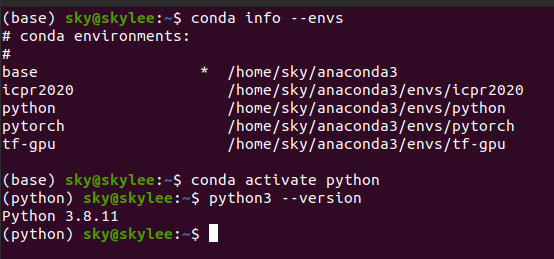 (base) sky@skylee:~$ conda info --envs
# conda environments:
#
base                  *  /home/sky/anaconda3
icpr2020                 /home/sky/anaconda3/envs/icpr2020
python                   /home/sky/anaconda3/envs/python
pytorch                  /home/sky/anaconda3/envs/pytorch
tf-gpu                   /home/sky/anaconda3/envs/tf-gpu
(base) sky@skylee:~$ conda activate python
(python) sky@skylee:~$ python3 --version
Python 3.8.11
(python) sky@skylee:~$